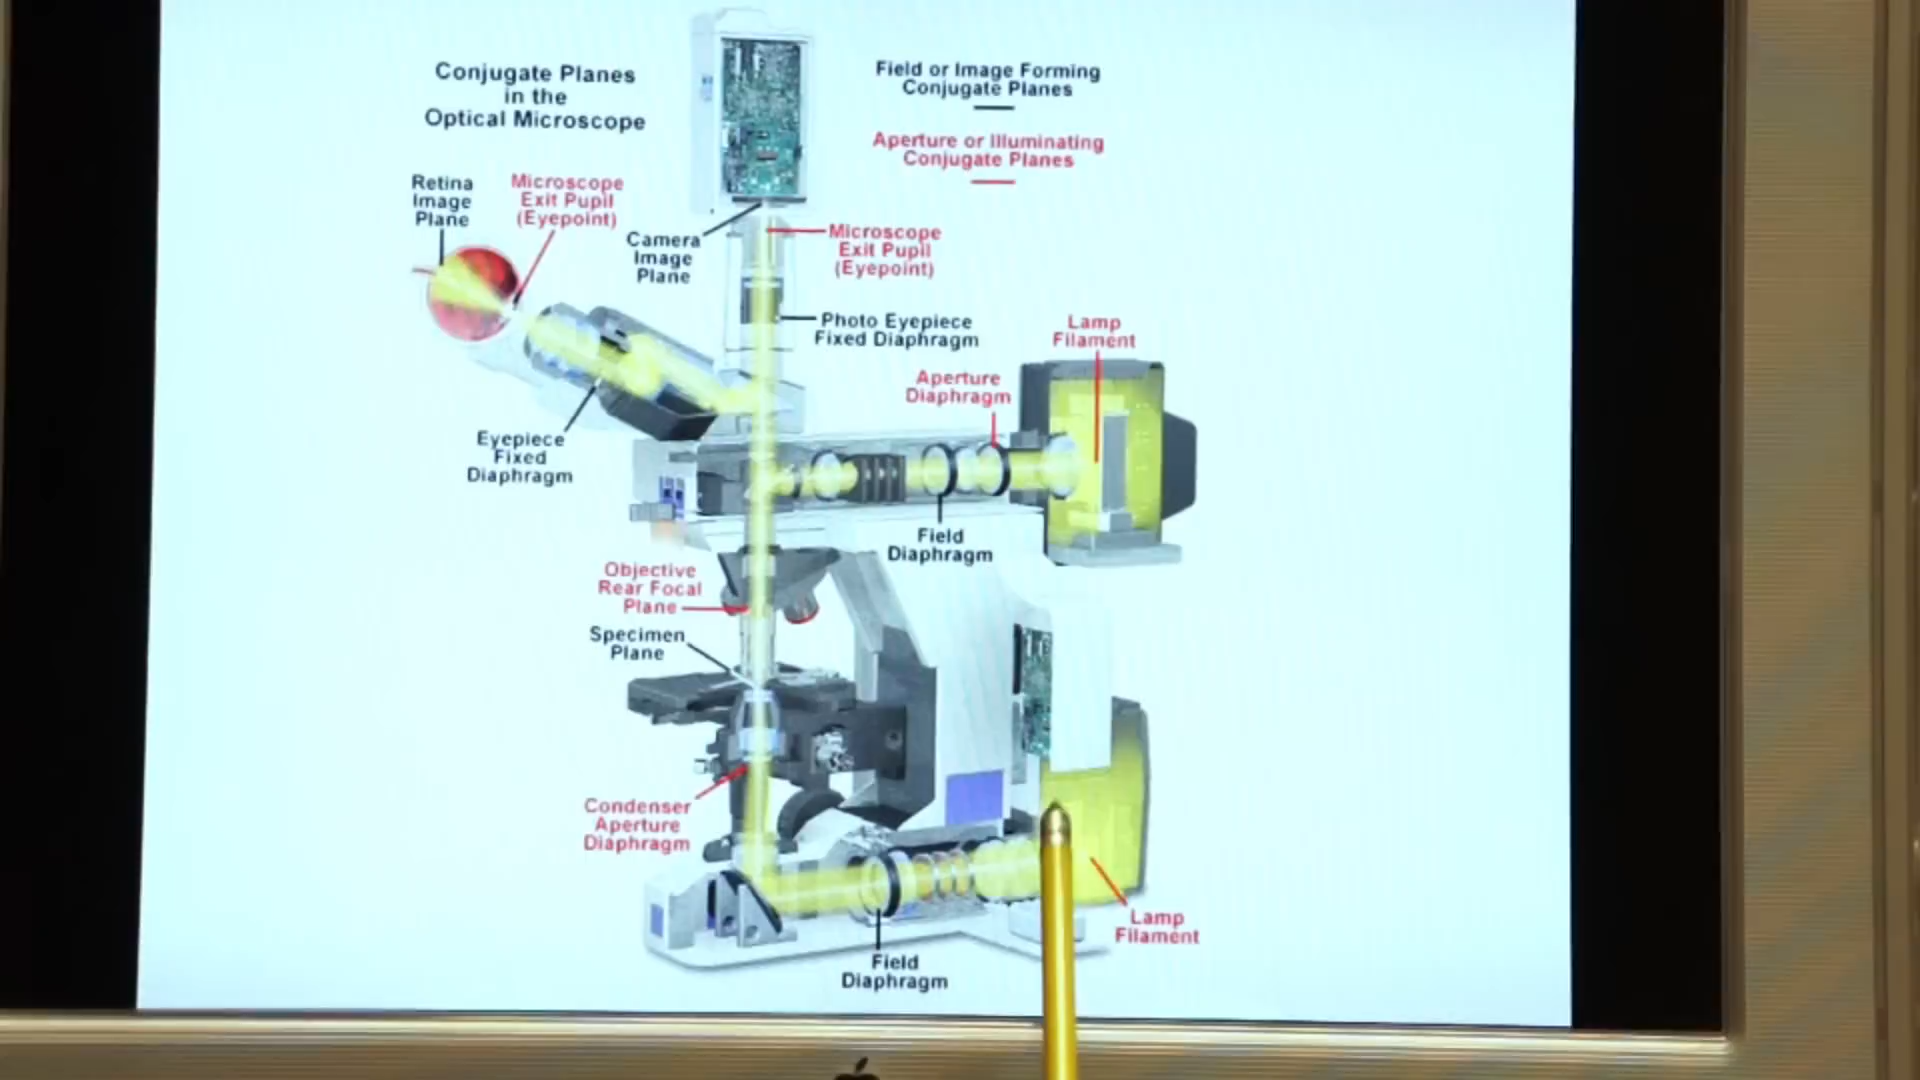 Conjugate Planes
in the
Optical Microscope
Field or Image Forming
Conjugate Planes
Aperture or Illuminating
Conjugate Planes
Retina
Image
Plane
Microscope
Exit Pupil
(Eyepoint)
Camera
Image
Plane
Microscope
Exit Pupil
(Eyepoint)
Photo Eyepiece
Fixed Diaphragm
Lamp
Filament
Aperture
Diaphragm
Eyepiece
Fixed
Diaphragm
Field
Diaphragm
Objective
Rear Focal
Plane
Specimen
Plane
Condenser
Aperture
Diaphragm
Lamp
Filament
Field
Diaphragm